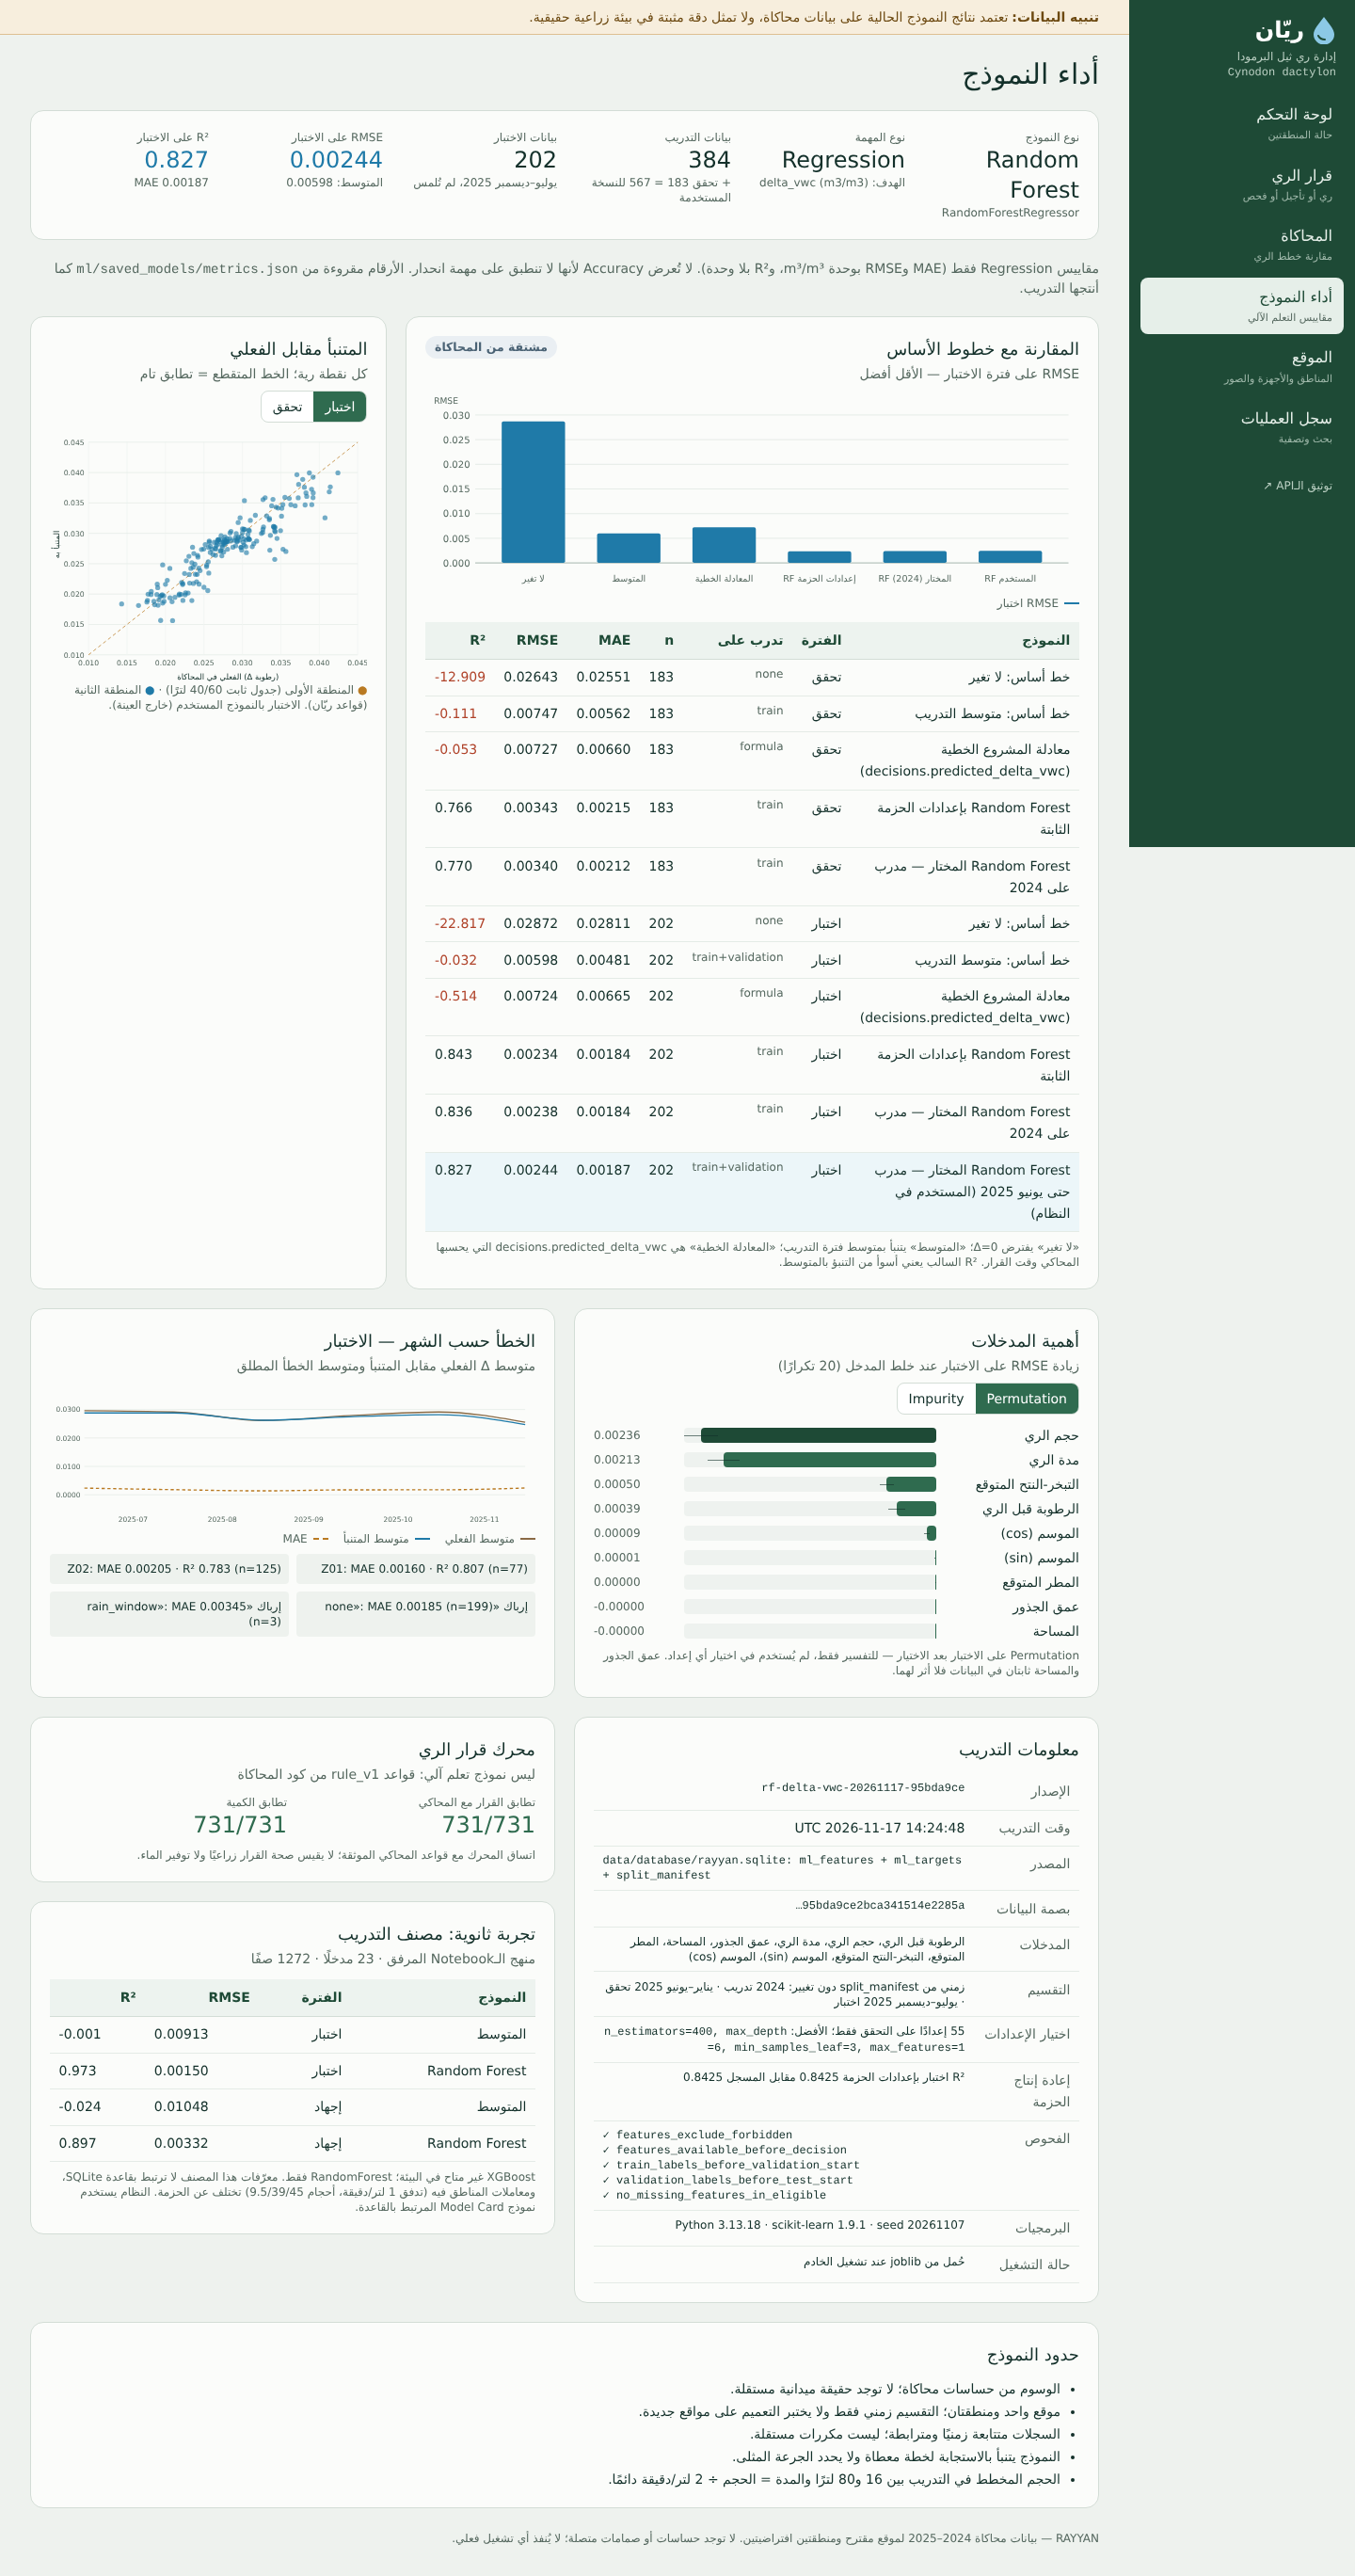 ريّان
إدارة ري ثيل البرمودا
Cynodon dactylon
لوحة التحكم
حالة المنطقتين
قرار الري
ري أو تأجيل أو فحص
المحاكاة
مقارنة خطط الري
أداء النموذج
مقاييس التعلم الآلي
الموقع
المناطق والأجهزة والصور
سجل العمليات
بحث وتصفية
توثيق الـAPI ↗
تنبيه البيانات: تعتمد نتائج النموذج الحالية على بيانات محاكاة، ولا تمثل دقة مثبتة في بيئة زراعية حقيقية.
أداء النموذج
نوع النموذج
Random
Forest
RandomForestRegressor
نوع المهمة
Regression
الهدف: delta_vwc (m3/m3)
بيانات التدريب
384
+ تحقق 183 = 567 للنسخة
المستخدمة
بيانات الاختبار
202
يوليو–ديسمبر 2025، لم تُلمس
RMSE على الاختبار
0.00244
المتوسط: 0.00598
R² على الاختبار
0.827
MAE 0.00187
مقاييس Regression فقط (MAE وRMSE بوحدة m³/m³، وR² بلا وحدة). لا تُعرض Accuracy لأنها لا تنطبق على مهمة انحدار. الأرقام مقروءة من ml/saved_models/metrics.json كما
أنتجها التدريب.
المقارنة مع خطوط الأساس
مشتقة من المحاكاة
RMSE على فترة الاختبار — الأقل أفضل
RMSE
0.030
0.025
0.020
0.015
0.010
0.005
0.000
لا تغير
المتوسط
المعادلة الخطية
RF إعدادات الحزمة
RF المختار (2024)
RF المستخدم
RMSE اختبار
النموذج الفترة تدرب على n MAE RMSE R²
خط أساس: لا تغير تحقق none 183 0.02551 0.02643 -12.909
خط أساس: متوسط التدريب تحقق train 183 0.00562 0.00747 -0.111
معادلة المشروع الخطية تحقق formula 183 0.00660 0.00727 -0.053
(decisions.predicted_delta_vwc)
Random Forest بإعدادات الحزمة تحقق train 183 0.00215 0.00343 0.766
الثابتة
Random Forest المختار — مدرب تحقق train 183 0.00212 0.00340 0.770
على 2024
خط أساس: لا تغير اختبار none 202 0.02811 0.02872 -22.817
خط أساس: متوسط التدريب اختبار train+validation 202 0.00481 0.00598 -0.032
معادلة المشروع الخطية اختبار formula 202 0.00665 0.00724 -0.514
(decisions.predicted_delta_vwc)
Random Forest بإعدادات الحزمة اختبار train 202 0.00184 0.00234 0.843
الثابتة
Random Forest المختار — مدرب اختبار train 202 0.00184 0.00238 0.836
على 2024
Random Forest المختار — مدرب اختبار train+validation 202 0.00187 0.00244 0.827
حتى يونيو 2025 (المستخدم في
النظام)
«لا تغير» يفترض Δ=0؛ «المتوسط» يتنبأ بمتوسط فترة التدريب؛ «المعادلة الخطية» هي decisions.predicted_delta_vwc التي يحسبها
المحاكي وقت القرار. R² السالب يعني أسوأ من التنبؤ بالمتوسط.
المتنبأ مقابل الفعلي
كل نقطة رية؛ الخط المتقطع = تطابق تام
اختبار
تحقق
0.045
0.040
0.035
0.030
0.025
0.020
0.015
0.010
المتنبأ به
0.010 0.015 0.020 0.025 0.030 0.035 0.040 0.045
الفعلي في المحاكاة (Δ رطوبة)
المنطقة الأولى (جدول ثابت 40/60 لترًا) · المنطقة الثانية
(قواعد ريّان). الاختبار بالنموذج المستخدم (خارج العينة).
أهمية المدخلات
زيادة RMSE على الاختبار عند خلط المدخل (20 تكرارًا)
Permutation
Impurity
حجم الري 0.00236
مدة الري 0.00213
التبخر-النتح المتوقع 0.00050
الرطوبة قبل الري 0.00039
الموسم (cos) 0.00009
الموسم (sin) 0.00001
المطر المتوقع 0.00000
عمق الجذور -0.00000
المساحة -0.00000
Permutation على الاختبار بعد الاختيار — للتفسير فقط، لم يُستخدم في اختيار أي إعداد. عمق الجذور
والمساحة ثابتان في البيانات فلا أثر لهما.
الخطأ حسب الشهر — الاختبار
متوسط Δ الفعلي مقابل المتنبأ ومتوسط الخطأ المطلق
0.0300
0.0200
0.0100
0.0000
2025-07 2025-08 2025-09 2025-10 2025-11
متوسط الفعلي
متوسط المتنبأ
MAE
Z01: MAE 0.00160 · R² 0.807 (n=77)
Z02: MAE 0.00205 · R² 0.783 (n=125)
إرباك «none»: MAE 0.00185 (n=199)
إرباك «rain_window»: MAE 0.00345
(n=3)
معلومات التدريب
الإصدار rf-delta-vwc-20261117-95bda9ce
وقت التدريب UTC 2026-11-17 14:24:48
المصدر data/database/rayyan.sqlite: ml_features + ml_targets
+ split_manifest
بصمة البيانات 95bda9ce2bca341514e2285a…
المدخلات الرطوبة قبل الري، حجم الري، مدة الري، عمق الجذور، المساحة، المطر
المتوقع، التبخر-النتح المتوقع، الموسم (sin)، الموسم (cos)
التقسيم زمني من split_manifest دون تغيير: 2024 تدريب · يناير–يونيو 2025 تحقق
· يوليو–ديسمبر 2025 اختبار
اختيار الإعدادات 55 إعدادًا على التحقق فقط؛ الأفضل: n_estimators=400, max_depth
=6, min_samples_leaf=3, max_features=1
إعادة إنتاج R² اختبار بإعدادات الحزمة 0.8425 مقابل المسجل 0.8425
الحزمة
الفحوص ✓ features_exclude_forbidden
✓ features_available_before_decision
✓ train_labels_before_validation_start
✓ validation_labels_before_test_start
✓ no_missing_features_in_eligible
البرمجيات Python 3.13.18 · scikit-learn 1.9.1 · seed 20261107
حالة التشغيل حُمل من joblib عند تشغيل الخادم
محرك قرار الري
ليس نموذج تعلم آلي: قواعد rule_v1 من كود المحاكاة
تطابق القرار مع المحاكي
731/731
تطابق الكمية
731/731
اتساق المحرك مع قواعد المحاكي الموثقة؛ لا يقيس صحة القرار زراعيًا ولا توفير الماء.
تجربة ثانوية: مصنف التدريب
منهج الـNotebook المرفق · 23 مدخلًا · 1272 صفًا
النموذج الفترة RMSE R²
المتوسط اختبار 0.00913 -0.001
Random Forest اختبار 0.00150 0.973
المتوسط إجهاد 0.01048 -0.024
Random Forest إجهاد 0.00332 0.897
XGBoost غير متاح في البيئة؛ RandomForest فقط. معرّفات هذا المصنف لا ترتبط بقاعدة SQLite،
ومعاملات المناطق فيه (تدفق 1 لتر/دقيقة، أحجام 9.5/39/45) تختلف عن الحزمة. النظام يستخدم
نموذج Model Card المرتبط بالقاعدة.
حدود النموذج
• الوسوم من حساسات محاكاة؛ لا توجد حقيقة ميدانية مستقلة.
• موقع واحد ومنطقتان؛ التقسيم زمني فقط ولا يختبر التعميم على مواقع جديدة.
• السجلات متتابعة زمنيًا ومترابطة؛ ليست مكررات مستقلة.
• النموذج يتنبأ بالاستجابة لخطة معطاة ولا يحدد الجرعة المثلى.
• الحجم المخطط في التدريب بين 16 و80 لترًا والمدة = الحجم ÷ 2 لتر/دقيقة دائمًا.
RAYYAN — بيانات محاكاة 2024–2025 لموقع مقترح ومنطقتين افتراضيتين. لا توجد حساسات أو صمامات متصلة؛ لا يُنفذ أي تشغيل فعلي.